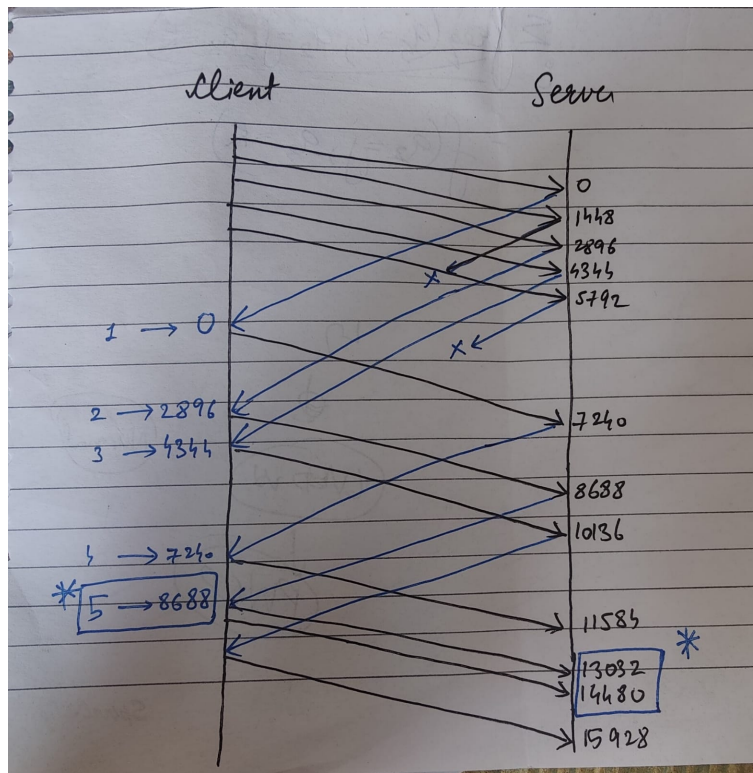 Client Server
0
1448
2896
4344
x
5792
1 → 0
x
2 → 2896
7240
3 → 4344
8688
10136
4 → 7240
* 5 → 8688
11584
*
13032
14480
15928